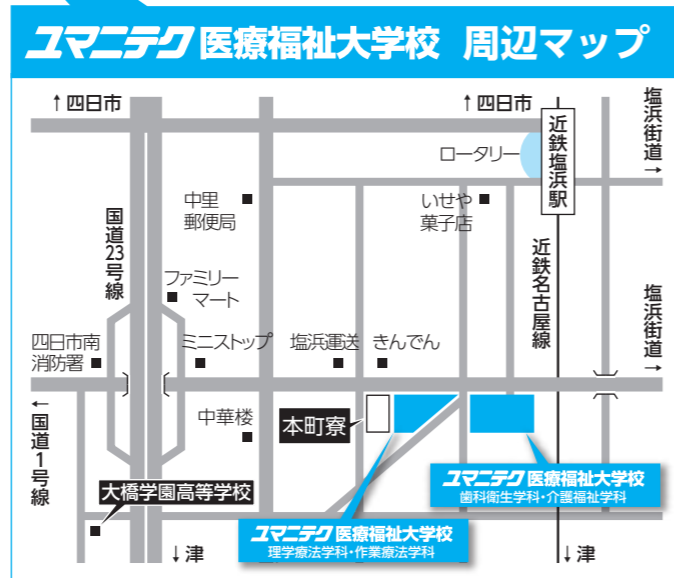 ユマニテク医療福祉大学校 周辺マップ
↑四日市
↑四日市
塩浜街道→
近鉄塩浜駅
ロータリー
中里
郵便局
いせや
菓子店
国道23号線
近鉄名古屋線
ファミリー
マート
塩浜街道→
四日市南
消防署
ミニストップ
塩浜運送
きんでん
←国道1号線
中華楼
本町寮
ユマニテク医療福祉大学校
歯科衛生学科・介護福祉学科
大橋学園高等学校
ユマニテク医療福祉大学校
理学療法学科・作業療法学科
↓津
↓津